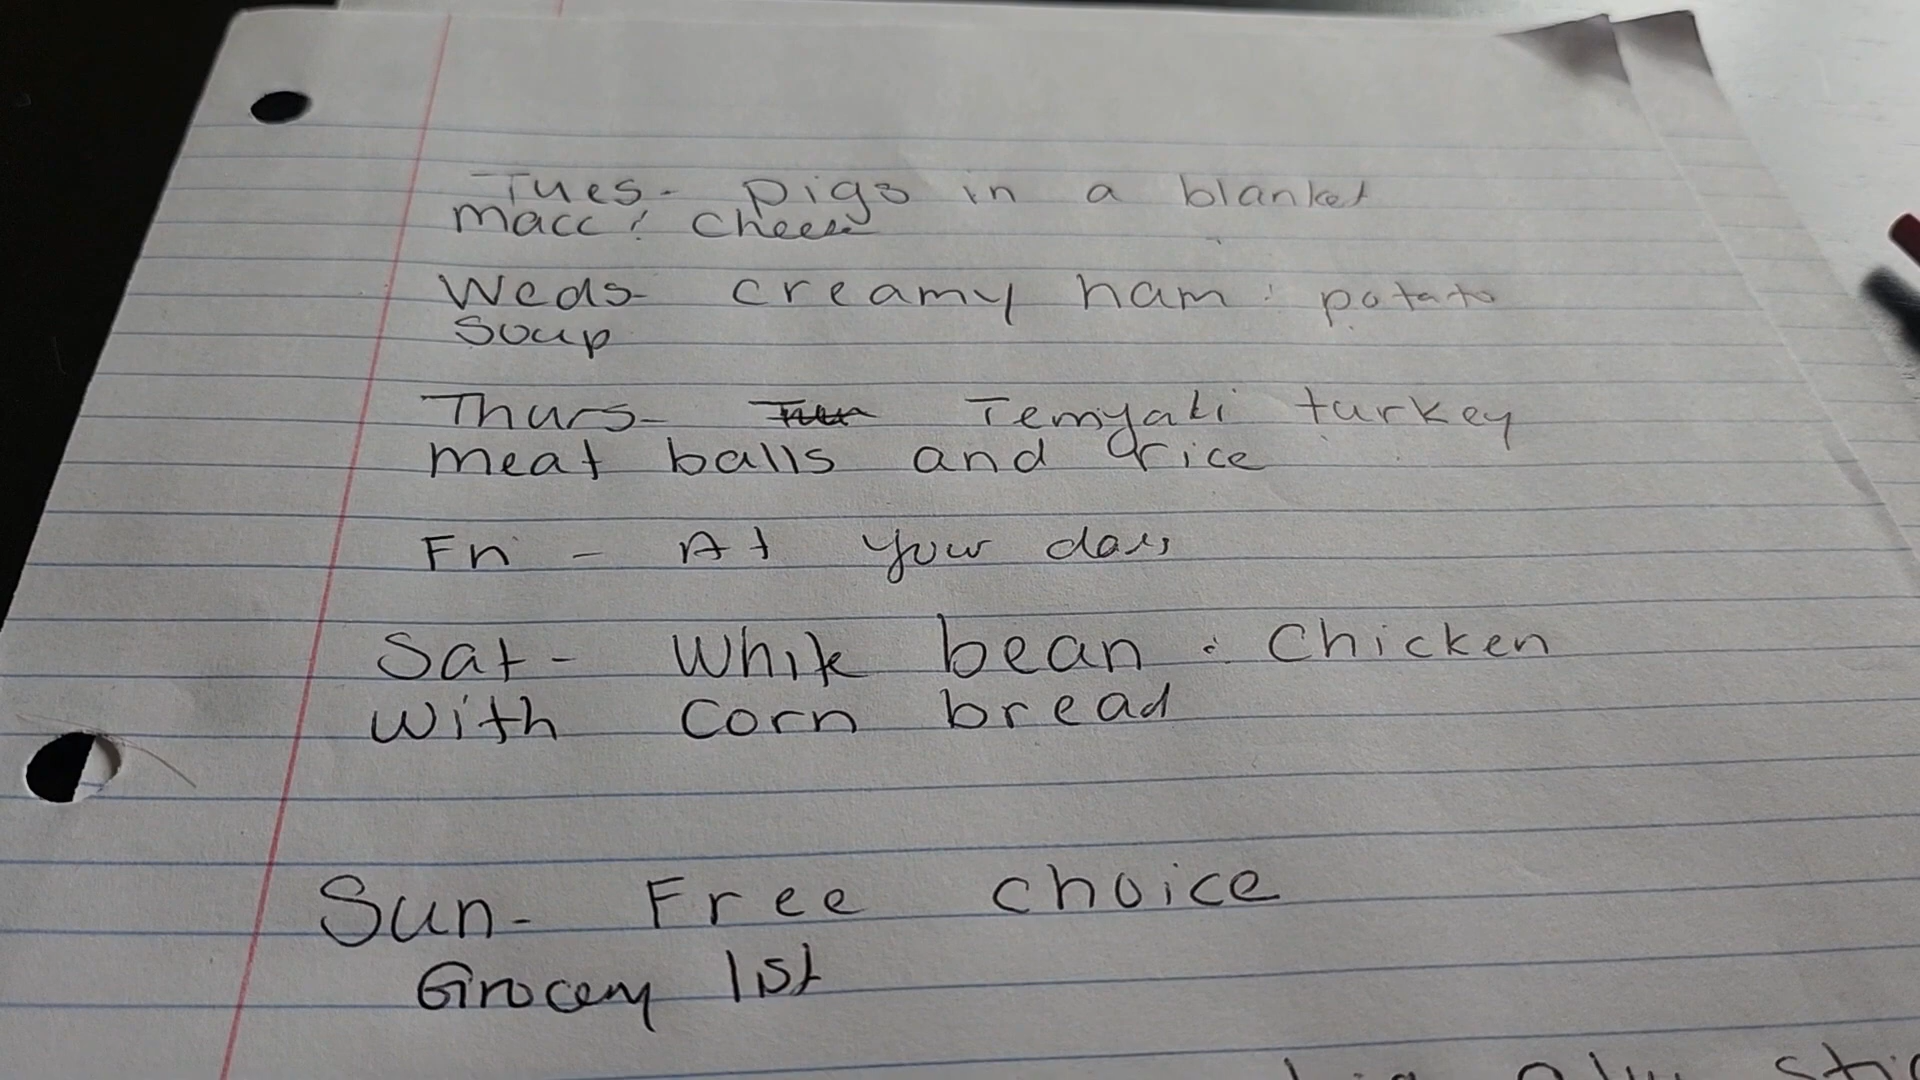 Tues- pigs in a blanket
macc & cheese
Weds- creamy ham & potato
soup
Thurs- Teriyaki turkey
meat balls and rice
Fri - At your dads
Sat- White bean & Chicken
with corn bread
Sun- Free choice
Grocery list